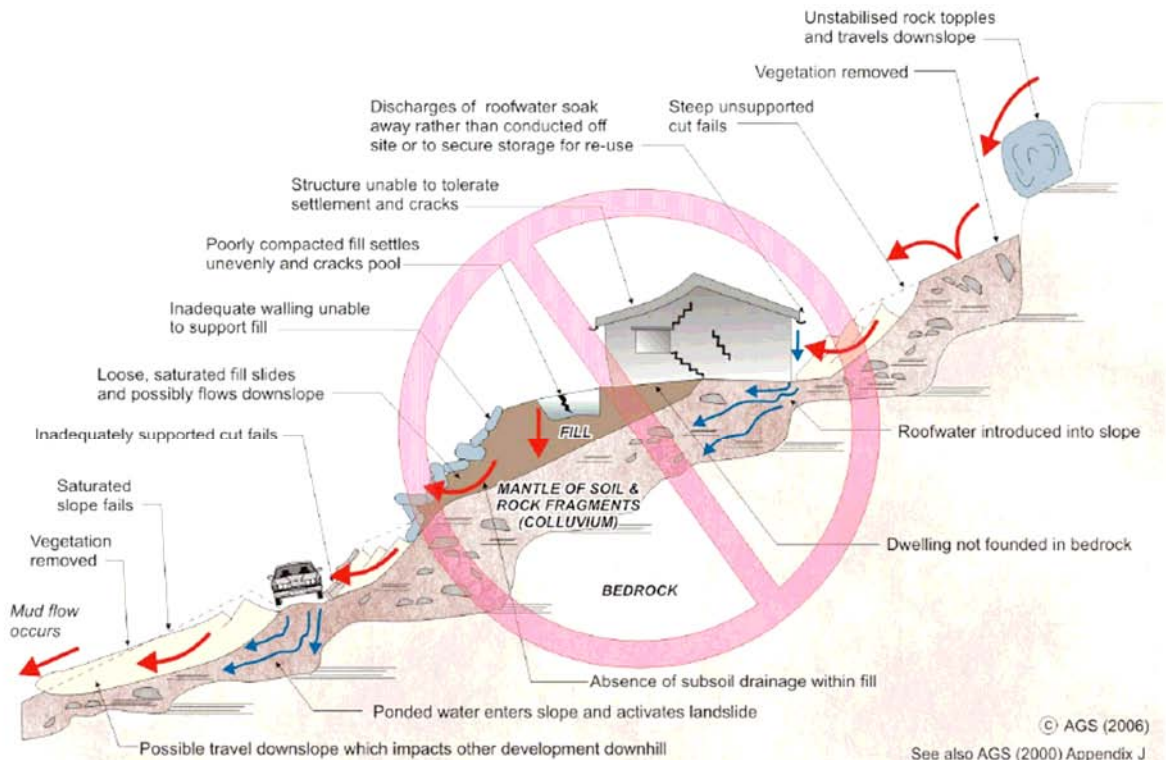 Unstabilised rock topples
and travels downslope
Vegetation removed
Discharges of roofwater soak
away rather than conducted off
site or to secure storage for re-use
Steep unsupported
cut fails
Structure unable to tolerate
settlement and cracks
Poorly compacted fill settles
unevenly and cracks pool
Inadequate walling unable
to support fill
Loose, saturated fill slides
and possibly flows downslope
Inadequately supported cut fails
Saturated
slope fails
Vegetation
removed
Mud flow
occurs
FILL
MANTLE OF SOIL &
ROCK FRAGMENTS
(COLLUVIUM)
BEDROCK
Roofwater introduced into slope
Dwelling not founded in bedrock
Absence of subsoil drainage within fill
Ponded water enters slope and activates landslide
Possible travel downslope which impacts other development downhill
© AGS (2006)
See also AGS (2000) Appendix J